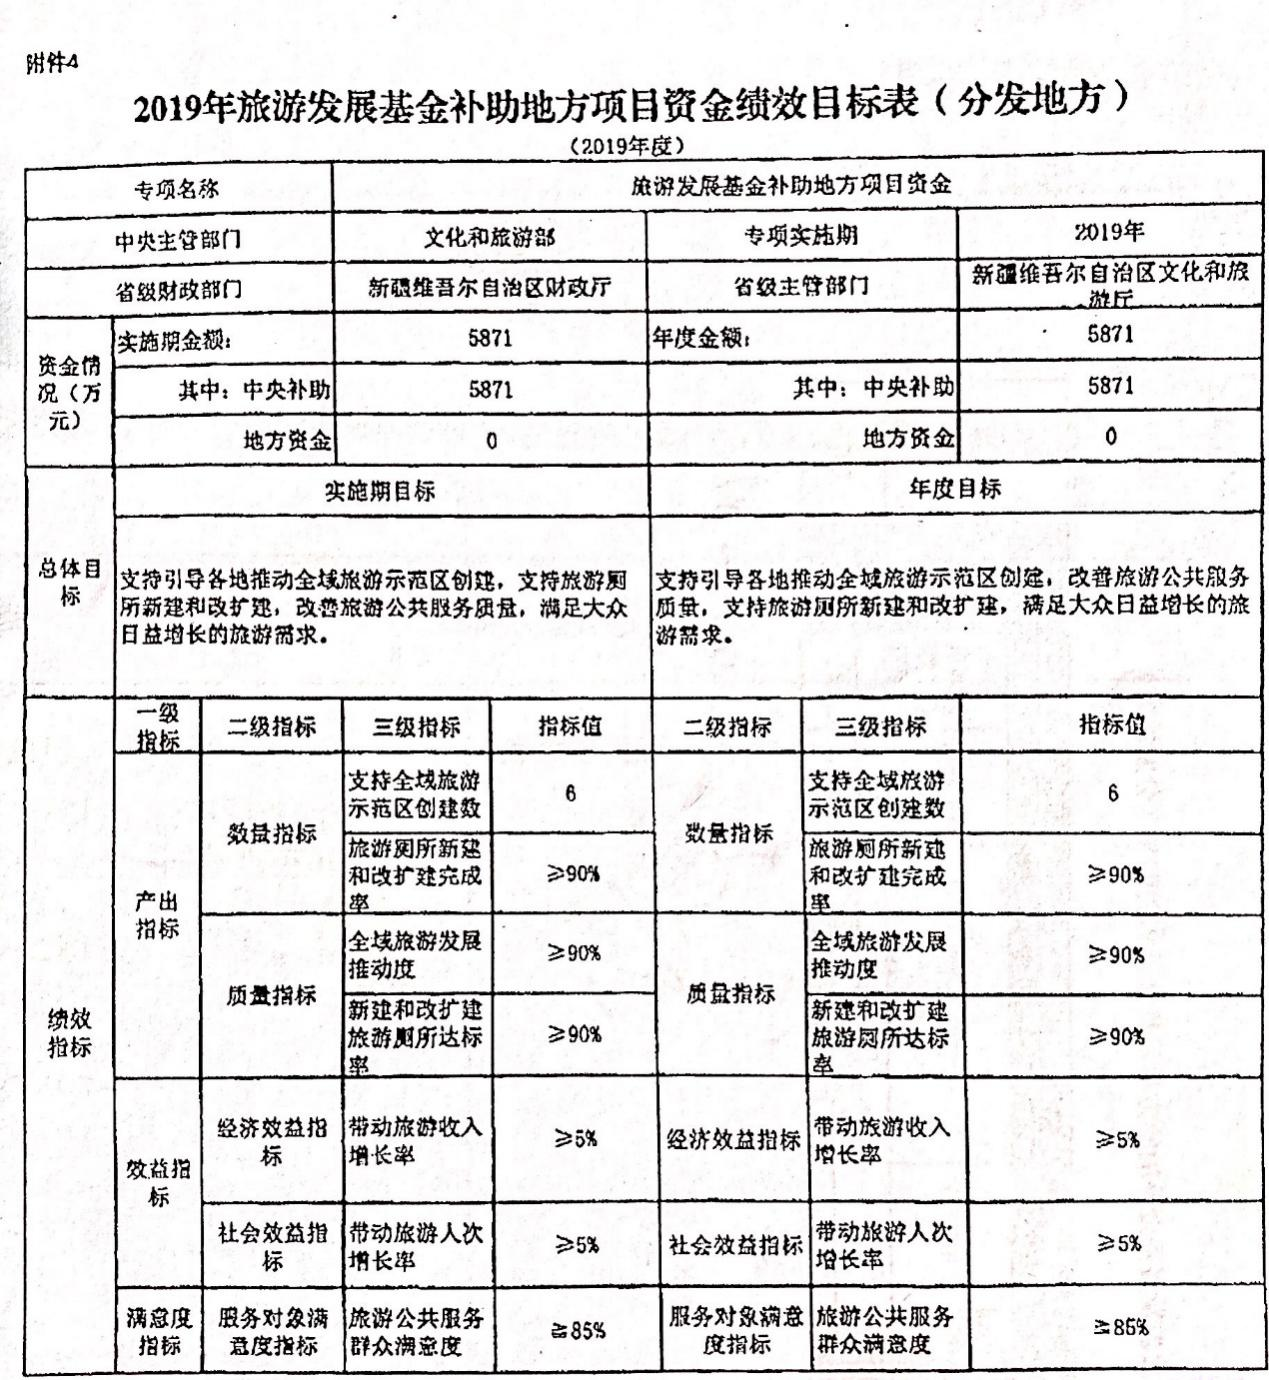 附件4
2019年旅游发展基金补助地方项目资金绩效目标表（分发地方）
（2019年度）
专项名称 旅游发展基金补助地方项目资金
中央主管部门 文化和旅游部 专项实施期 2019年
省级财政部门 新疆维吾尔自治区财政厅 省级主管部门 新疆维吾尔自治区文化和旅
游厅
资金情
况（万
元）
实施期金额： 5871 年度金额： 5871
其中：中央补助 5871 其中：中央补助 5871
地方资金 0 地方资金 0
总体目
标
实施期目标 年度目标
支持引导各地推动全域旅游示范区创建，支持旅游厕
所新建和改扩建，改善旅游公共服务质量，满足大众
日益增长的旅游需求。
支持引导各地推动全域旅游示范区创建，改善旅游公共服务
质量，支持旅游厕所新建和改扩建，满足大众日益增长的旅
游需求。
绩效
指标
一级
指标
二级指标 三级指标 指标值 二级指标 三级指标 指标值
产出
指标
数量指标
支持全域旅游
示范区创建数
6
数量指标
支持全域旅游
示范区创建数
6
旅游厕所新建
和改扩建完成
率
≥90%
旅游厕所新建
和改扩建完成
率
≥90%
质量指标
全域旅游发展
推动度
≥90%
质量指标
全域旅游发展
推动度
≥90%
新建和改扩建
旅游厕所达标
率
≥90%
新建和改扩建
旅游厕所达标
率
≥90%
效益指
标
经济效益指
标
带动旅游收入
增长率
≥5%
经济效益指标
带动旅游收入
增长率
≥5%
社会效益指
标
带动旅游人次
增长率
≥5%
社会效益指标
带动旅游人次
增长率
≥5%
满意度
指标
服务对象满
意度指标
旅游公共服务
群众满意度
≧85%
服务对象满意
度指标
旅游公共服务
群众满意度
≧85%